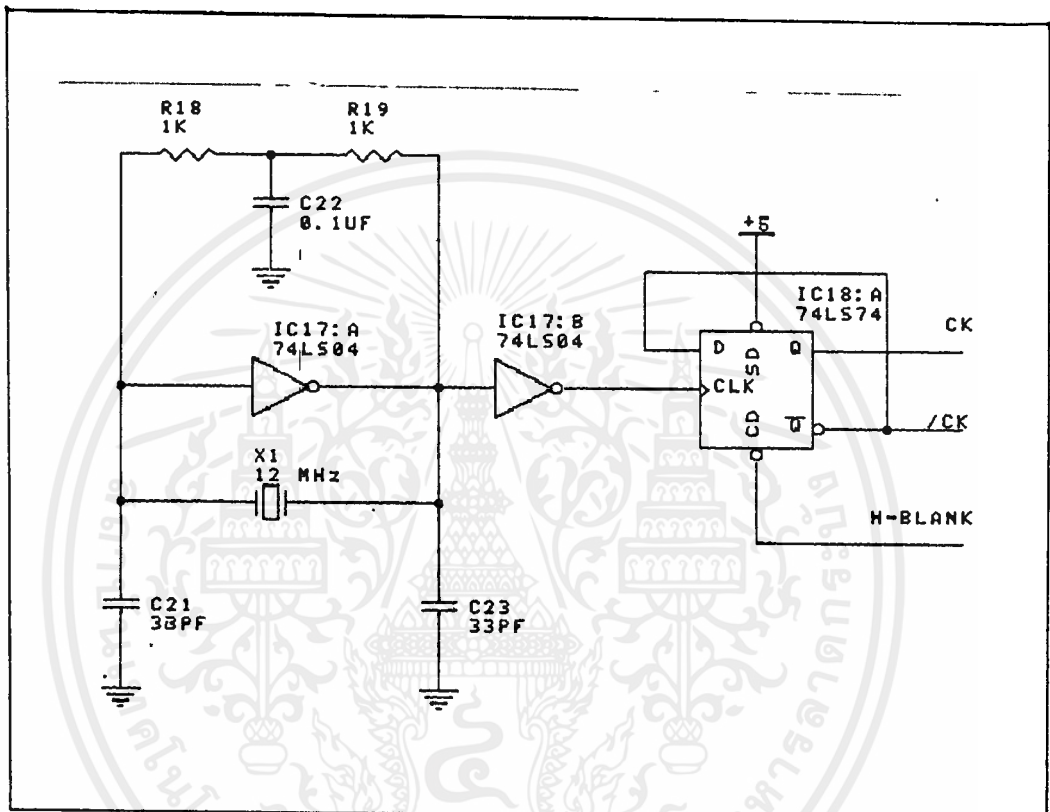 R18
1K
R19
1K
C22
0.1UF
+5
IC18:A
74LS74
CK
IC17:A
74LS04
IC17:B
74LS04
D
SD
Q
CLK
CD
Q
/CK
X1
12 MHz
H-BLANK
C21
33PF
C23
33PF